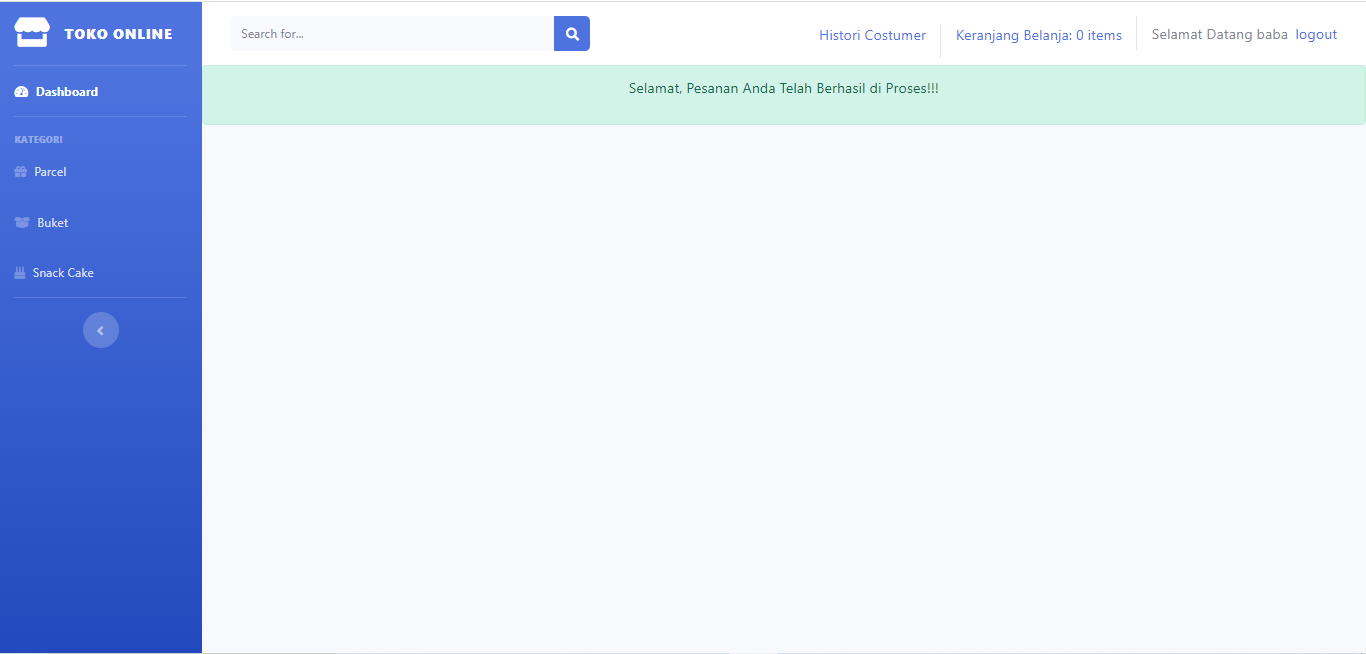 TOKO ONLINE
Search for...
Histori Costumer
Keranjang Belanja: 0 items
Selamat Datang baba logout
Dashboard
Selamat, Pesanan Anda Telah Berhasil di Proses!!!
KATEGORI
Parcel
Buket
Snack Cake